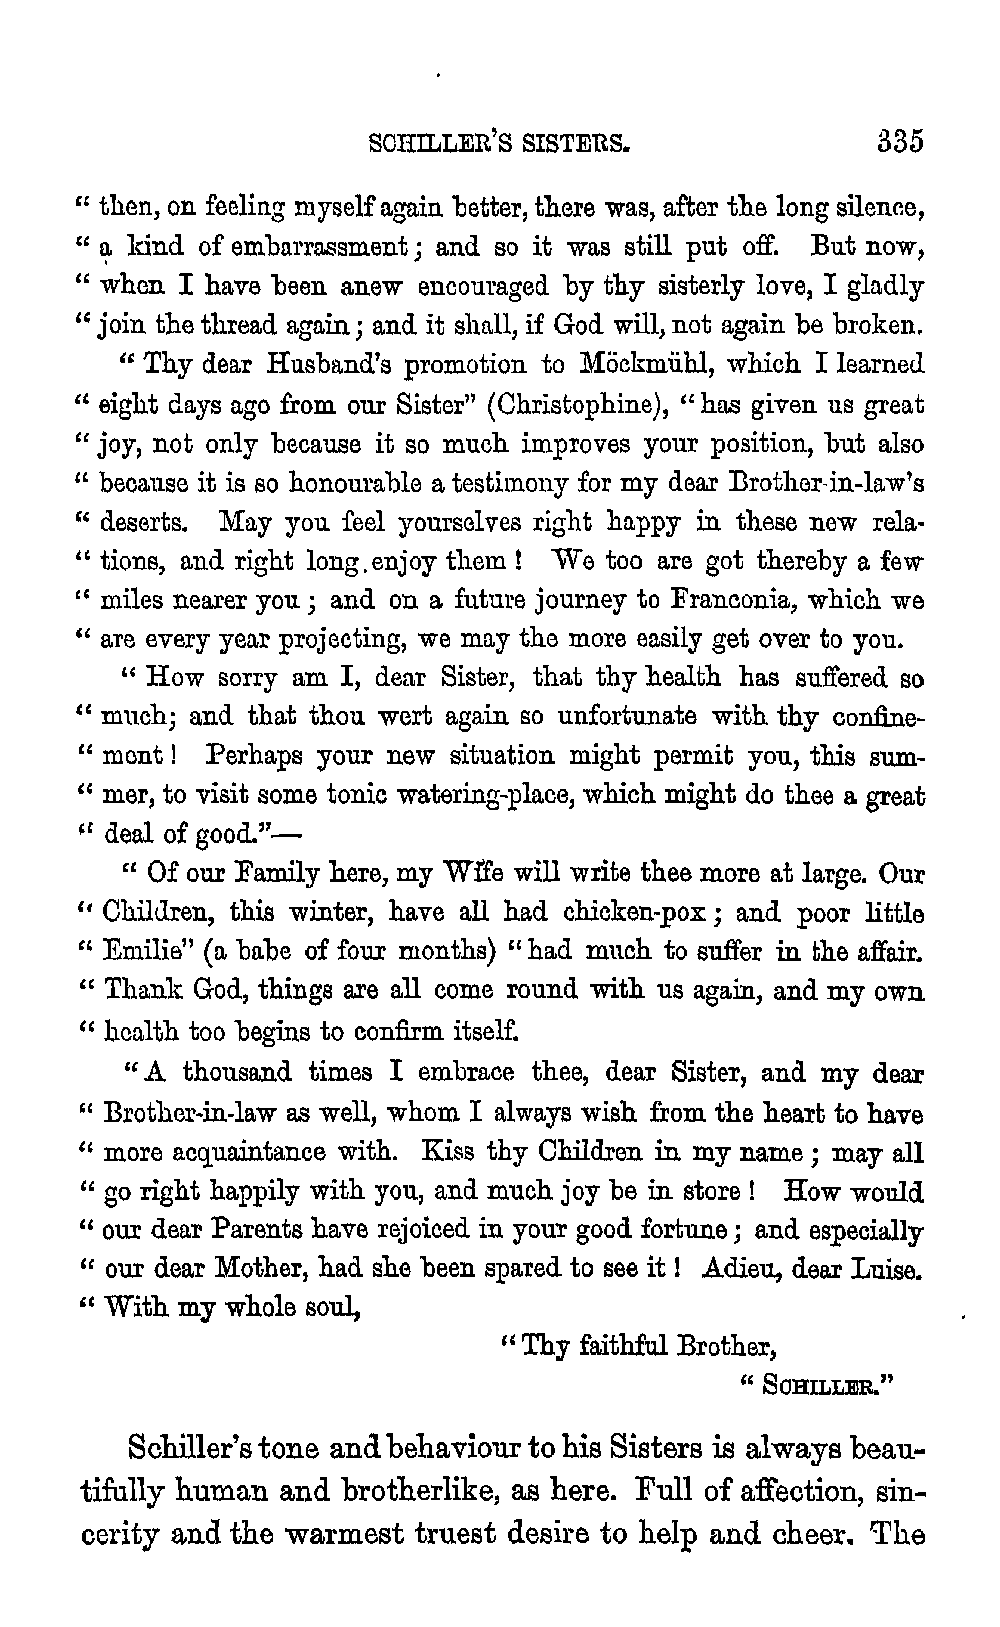 SCHILLER'S SISTERS. 335
" then, on feeling myself again better, there was, after the long silence,
" a kind of embarrassment; and so it was still put off. But now,
" when I have been anew encouraged by thy sisterly love, I gladly
" join the thread again; and it shall, if God will, not again be broken.
" Thy dear Husband's promotion to Möckmühl, which I learned
" eight days ago from our Sister" (Christophine), " has given us great
" joy, not only because it so much improves your position, but also
" because it is so honourable a testimony for my dear Brother-in-law's
" deserts. May you feel yourselves right happy in these new rela-
" tions, and right long enjoy them! We too are got thereby a few
" miles nearer you; and on a future journey to Franconia, which we
" are every year projecting, we may the more easily get over to you.
" How sorry am I, dear Sister, that thy health has suffered so
" much; and that thou wert again so unfortunate with thy confine-
" ment! Perhaps your new situation might permit you, this sum-
" mer, to visit some tonic watering-place, which might do thee a great
" deal of good."—
" Of our Family here, my Wife will write thee more at large. Our
" Children, this winter, have all had chicken-pox; and poor little
" Emilie" (a babe of four months) " had much to suffer in the affair.
" Thank God, things are all come round with us again, and my own
" health too begins to confirm itself.
" A thousand times I embrace thee, dear Sister, and my dear
" Brother-in-law as well, whom I always wish from the heart to have
" more acquaintance with. Kiss thy Children in my name; may all
" go right happily with you, and much joy be in store! How would
" our dear Parents have rejoiced in your good fortune; and especially
" our dear Mother, had she been spared to see it! Adieu, dear Luise.
" With my whole soul,
" Thy faithful Brother,
" SCHILLER."
Schiller's tone and behaviour to his Sisters is always beau-
tifully human and brotherlike, as here. Full of affection, sin-
cerity and the warmest truest desire to help and cheer. The